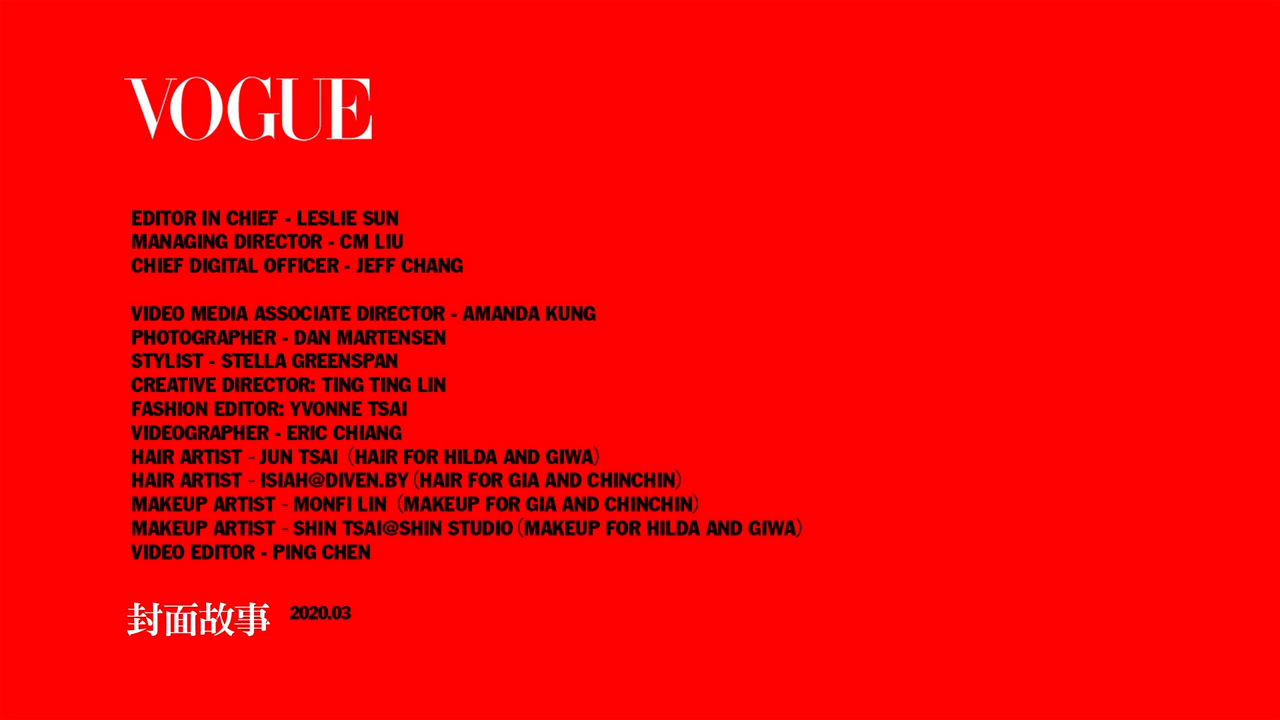 VOGUE
EDITOR IN CHIEF - LESLIE SUN
MANAGING DIRECTOR - CM LIU
CHIEF DIGITAL OFFICER - JEFF CHANG
VIDEO MEDIA ASSOCIATE DIRECTOR - AMANDA KUNG
PHOTOGRAPHER - DAN MARTENSEN
STYLIST - STELLA GREENSPAN
CREATIVE DIRECTOR: TING TING LIN
FASHION EDITOR: YVONNE TSAI
VIDEOGRAPHER - ERIC CHIANG
HAIR ARTIST - JUN TSAI（HAIR FOR HILDA AND GIWA）
HAIR ARTIST - ISIAH@DIVEN.BY（HAIR FOR GIA AND CHINCHIN）
MAKEUP ARTIST - MONFI LIN（MAKEUP FOR GIA AND CHINCHIN）
MAKEUP ARTIST - SHIN TSAI@SHIN STUDIO（MAKEUP FOR HILDA AND GIWA）
VIDEO EDITOR - PING CHEN
封面故事 2020.03